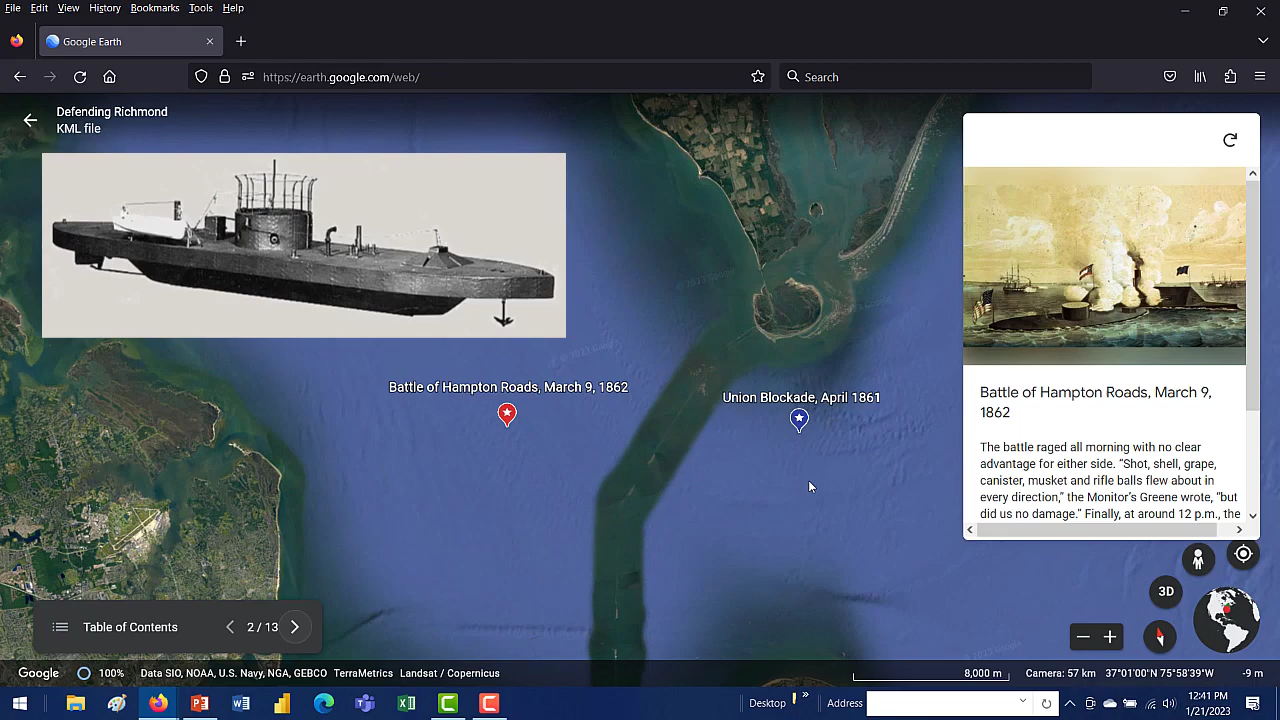 File Edit View History Bookmarks Tools Help
Google Earth
https://earth.google.com/web/
Search
Defending Richmond
KML file
Battle of Hampton Roads, March 9, 1862
Union Blockade, April 1861
Battle of Hampton Roads, March 9,
1862
The battle raged all morning with no clear
advantage for either side. “Shot, shell, grape,
canister, musket and rifle balls flew about in
every direction,” the Monitor’s Greene wrote, “but
did us no damage.” Finally, at around 12 p.m., the
3D
Table of Contents
2 / 13
Google
100%
Data SIO, NOAA, U.S. Navy, NGA, GEBCO TerraMetrics Landsat / Copernicus
8,000 m
Camera: 57 km 37°01'00"N 75°58'39"W
-9 m
Desktop
Address
12:41 PM
1/21/2023